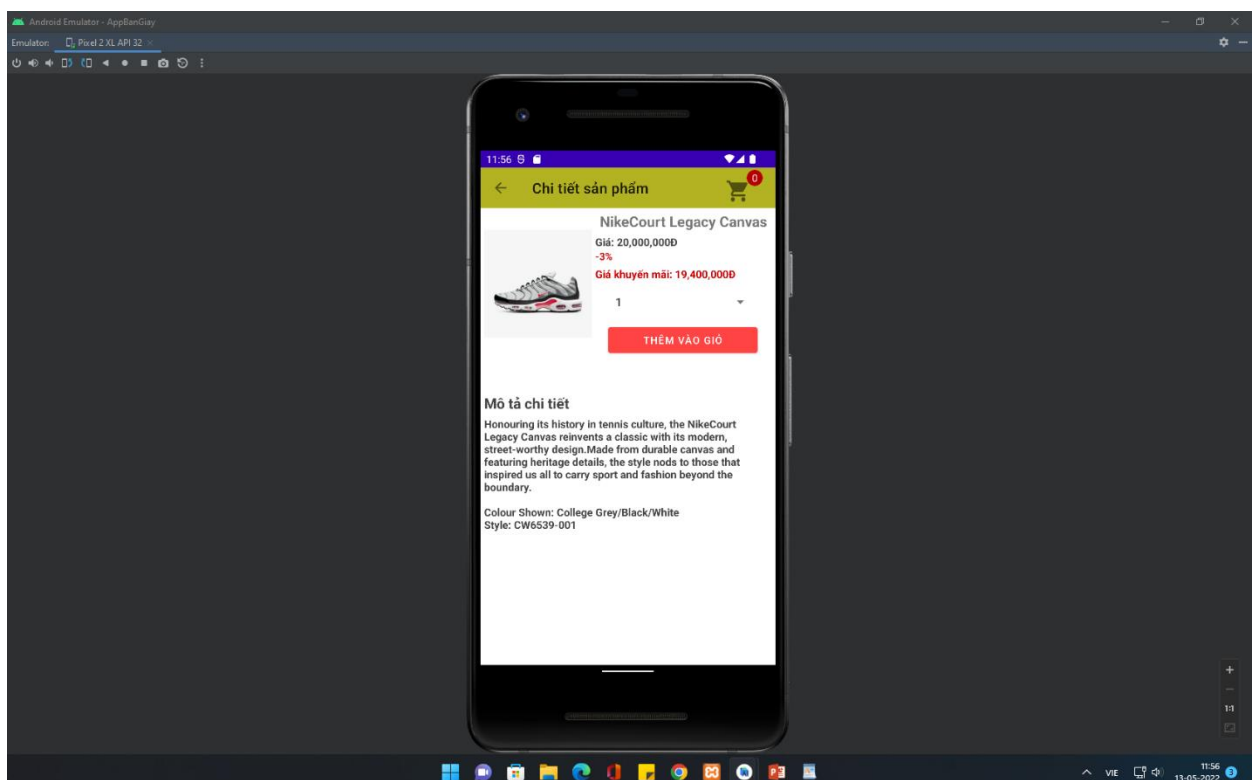 Android Emulator - AppBanGiay
Emulator: Pixel 2 XL API 32
11:56
Chi tiết sản phẩm
0
NikeCourt Legacy Canvas
Giá: 20,000,000Đ
-3%
Giá khuyến mãi: 19,400,000Đ
1
THÊM VÀO GIỎ
Mô tả chi tiết
Honouring its history in tennis culture, the NikeCourt
Legacy Canvas reinvents a classic with its modern,
street-worthy design.Made from durable canvas and
featuring heritage details, the style nods to those that
inspired us all to carry sport and fashion beyond the
boundary.
Colour Shown: College Grey/Black/White
Style: CW6539-001
1:1
VIE
11:56
13-05-2022
3